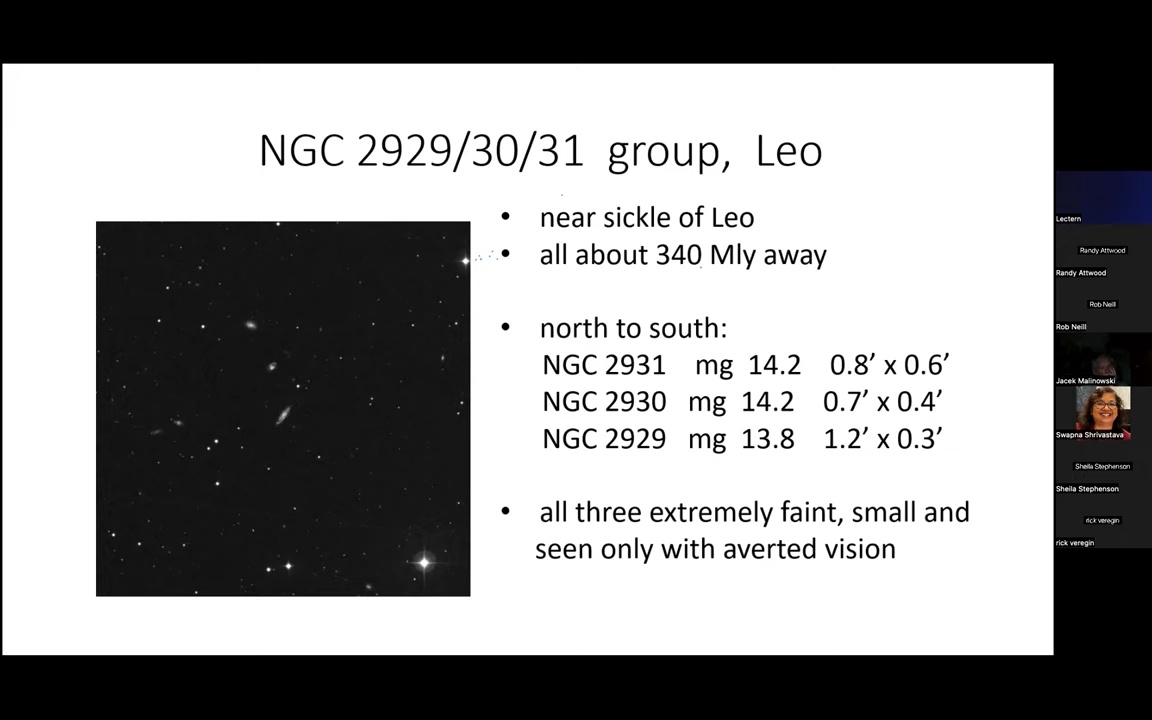 NGC 2929/30/31 group, Leo
• near sickle of Leo
• all about 340 Mly away
• north to south:
NGC 2931 mg 14.2 0.8’ x 0.6’
NGC 2930 mg 14.2 0.7’ x 0.4’
NGC 2929 mg 13.8 1.2’ x 0.3’
• all three extremely faint, small and
seen only with averted vision
Lectern
Randy Attwood
Randy Attwood
Rob Neill
Rob Neill
Jacek Malinowski
Swapna Shrivastava
Sheila Stephenson
Sheila Stephenson
rick veregin
rick veregin